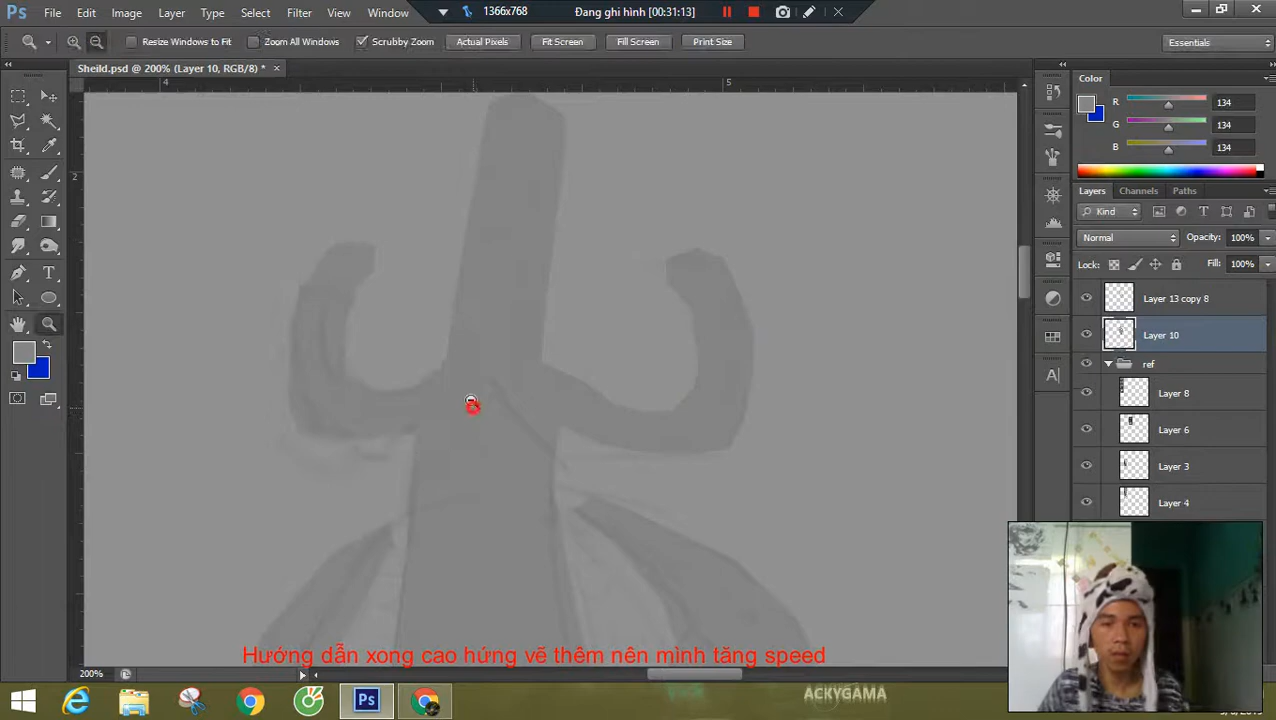 1366x768
Đang ghi hình [00:31:13]
File Edit Image Layer Type Select Filter View Window
Resize Windows to Fit Zoom All Windows Scrubby Zoom Actual Pixels Fit Screen Fill Screen Print Size Essentials
Sheild.psd @ 200% (Layer 10, RGB/8) *
4 5
2
Color
R 134
G 134
B 134
Layers Channels Paths
Kind
Normal Opacity: 100%
Lock: Fill: 100%
Layer 13 copy 8
Layer 10
ref
Layer 8
Layer 6
Layer 3
Layer 4
Hướng dẫn xong cao hứng vẽ thêm nên mình tăng speed
200%
Ps
ACKYGAMA